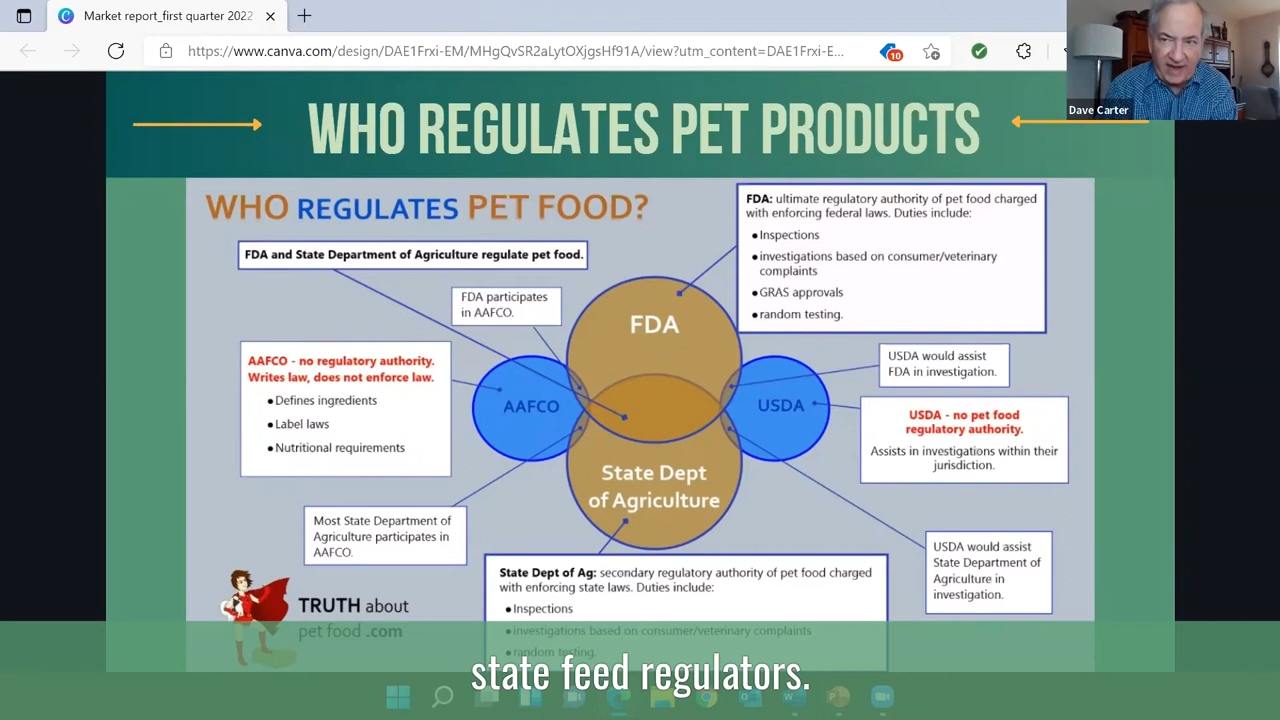 Market report_first quarter 2022
https://www.canva.com/design/DAE1Frxi-EM/MHgQvSR2aLytOXjgsHf91A/view?utm_content=DAE1Frxi-E...
10
Dave Carter
WHO REGULATES PET PRODUCTS
WHO REGULATES PET FOOD?
FDA and State Department of Agriculture regulate pet food.
FDA: ultimate regulatory authority of pet food charged
with enforcing federal laws. Duties include:
•Inspections
•investigations based on consumer/veterinary
complaints
•GRAS approvals
•random testing.
FDA participates
in AAFCO.
FDA
AAFCO - no regulatory authority.
Writes law, does not enforce law.
•Defines ingredients
•Label laws
•Nutritional requirements
AAFCO
USDA
USDA would assist
FDA in investigation.
USDA - no pet food
regulatory authority.
Assists in investigations within their
jurisdiction.
State Dept
of Agriculture
Most State Department of
Agriculture participates in
AAFCO.
USDA would assist
State Department of
Agriculture in
investigation.
State Dept of Ag: secondary regulatory authority of pet food charged
with enforcing state laws. Duties include:
•Inspections
•investigations based on consumer/veterinary complaints
•random testing.
TRUTH about
pet food .com
state feed regulators.